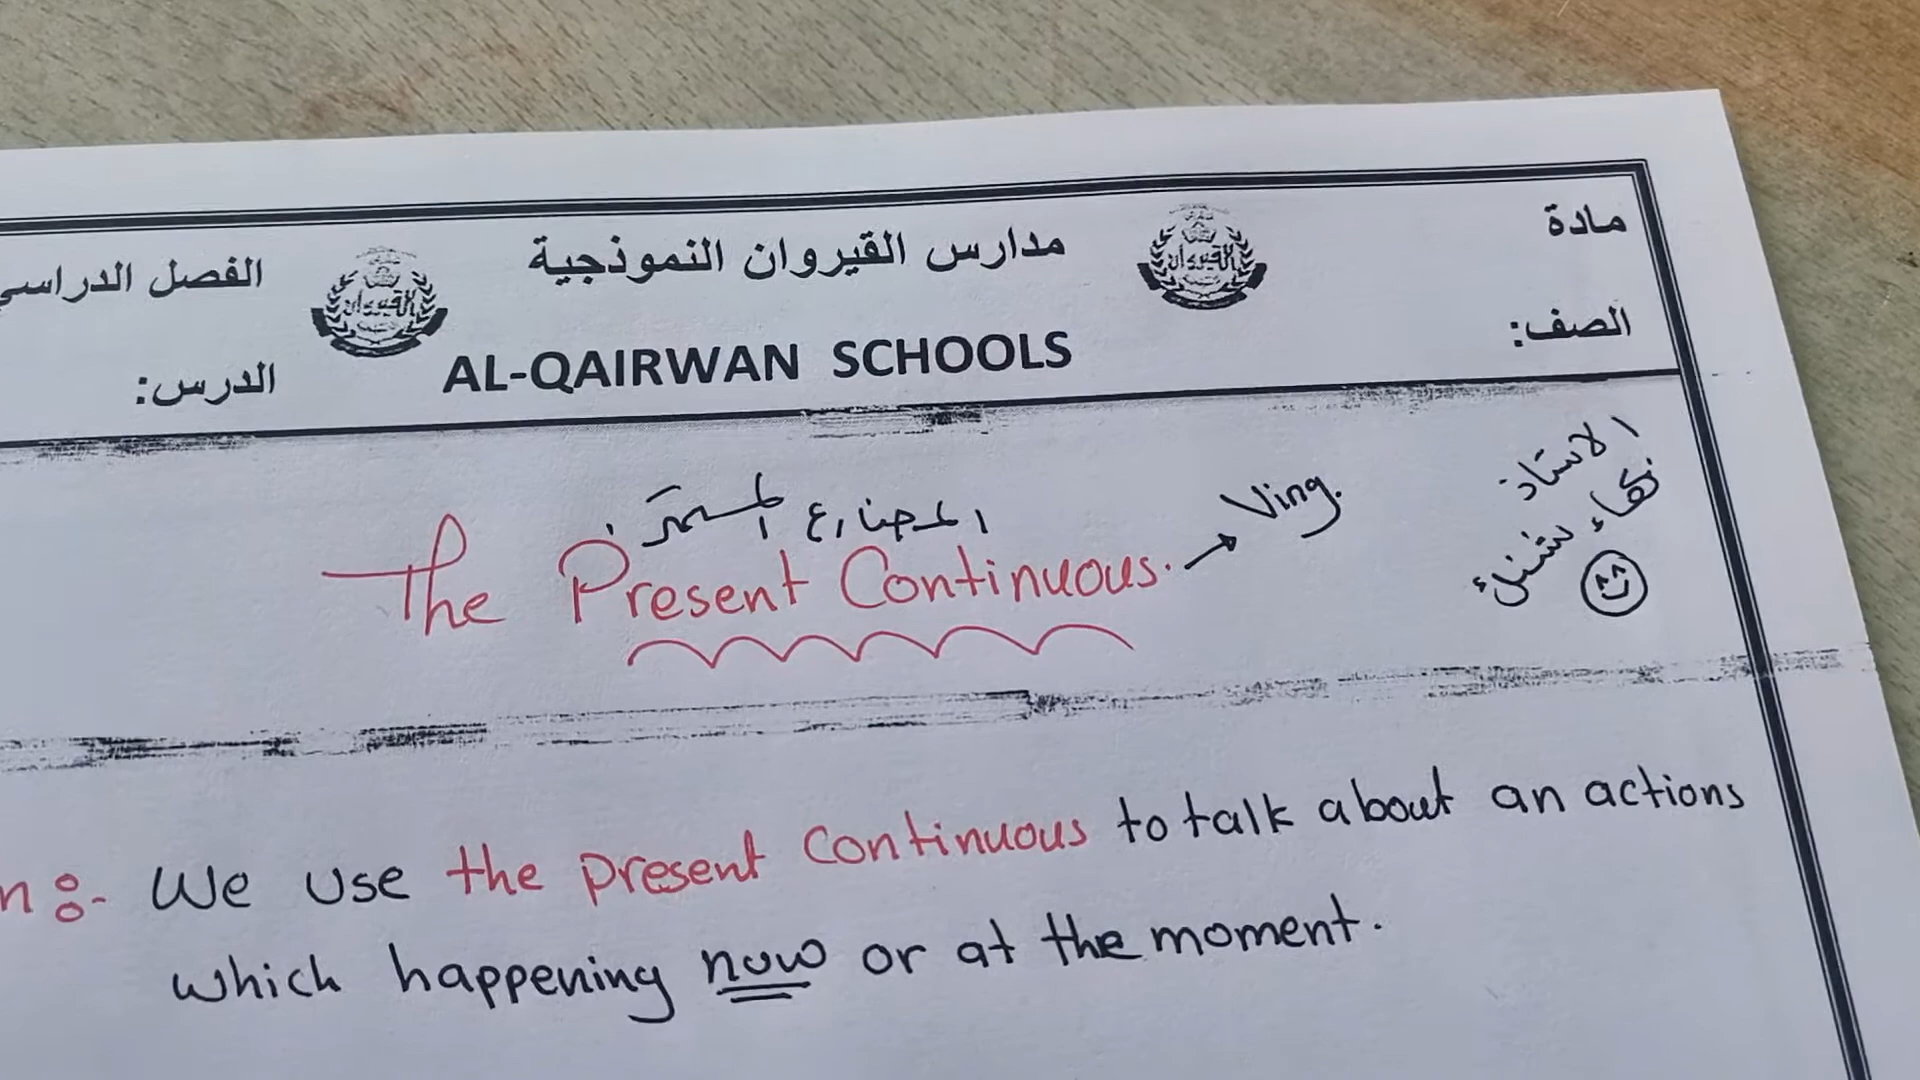 مادة
مدارس القيروان النموذجية
الفصل الدراسي
الصف:
AL-QAIRWAN SCHOOLS
الدرس:
الاستاذ
بهاء
المضارع المستمر
The Present Continuous. → Ving.
n :- We use the present continuous to talk about an actions
which happening now or at the moment.